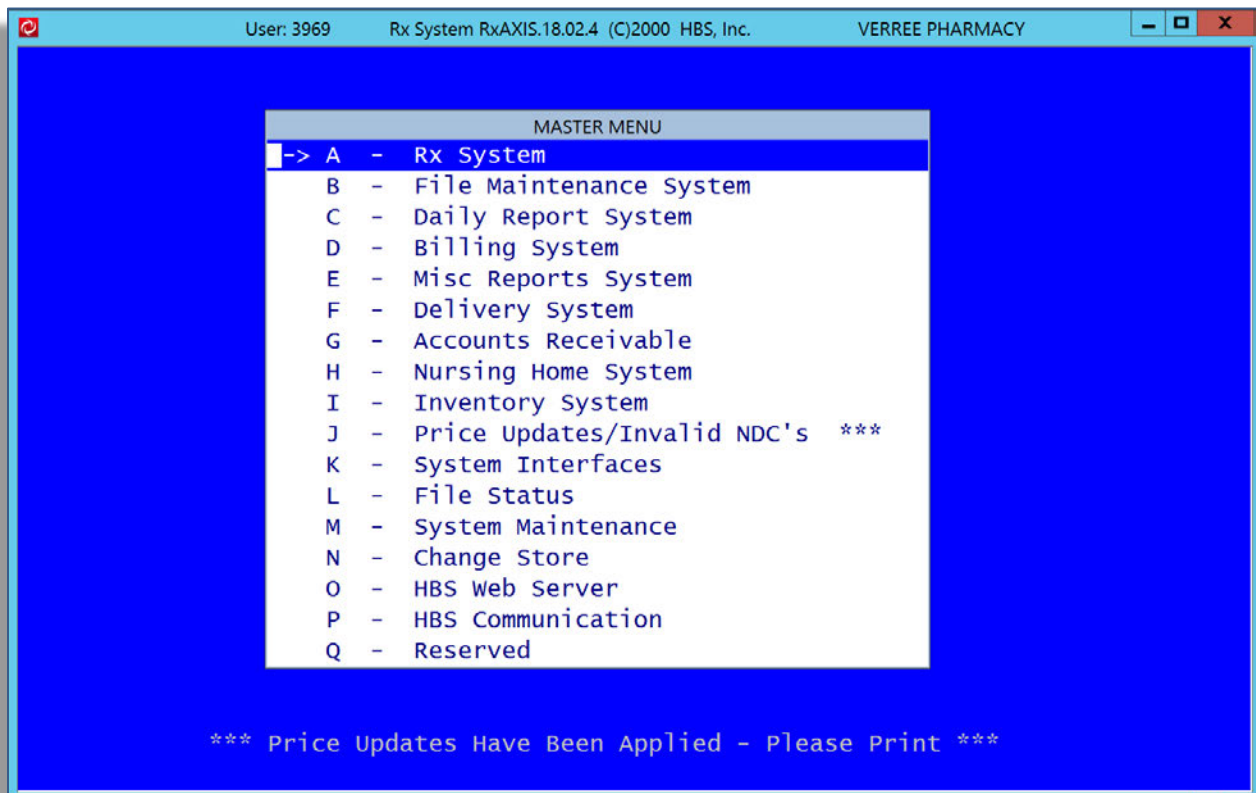 User: 3969 Rx System RxAXIS.18.02.4 (C)2000 HBS, Inc. VERREE PHARMACY
MASTER MENU
-> A - Rx System
B - File Maintenance System
C - Daily Report System
D - Billing System
E - Misc Reports System
F - Delivery System
G - Accounts Receivable
H - Nursing Home System
I - Inventory System
J - Price Updates/Invalid NDC's ***
K - System Interfaces
L - File Status
M - System Maintenance
N - Change Store
O - HBS Web Server
P - HBS Communication
Q - Reserved
*** Price Updates Have Been Applied - Please Print ***